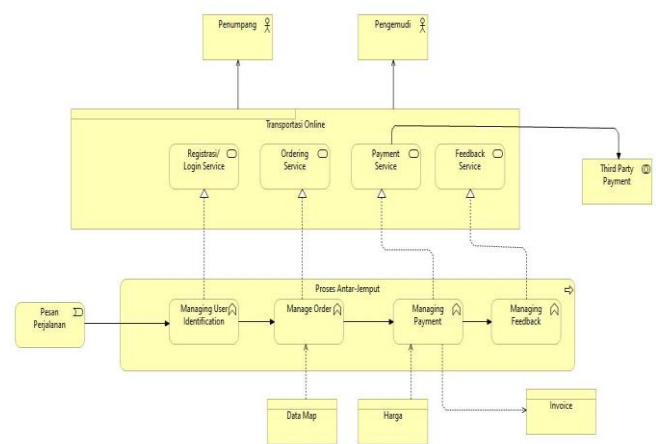 Penumpang
Pengemudi
Transportasi Online
Registrasi/
Login Service
Ordering
Service
Payment
Service
Feedback
Service
Third Party
Payment
Proses Antar-Jemput
Pesan
Perjalanan
Managing User
Identification
Manage Order
Managing
Payment
Managing
Feedback
Data Map
Harga
Invoice